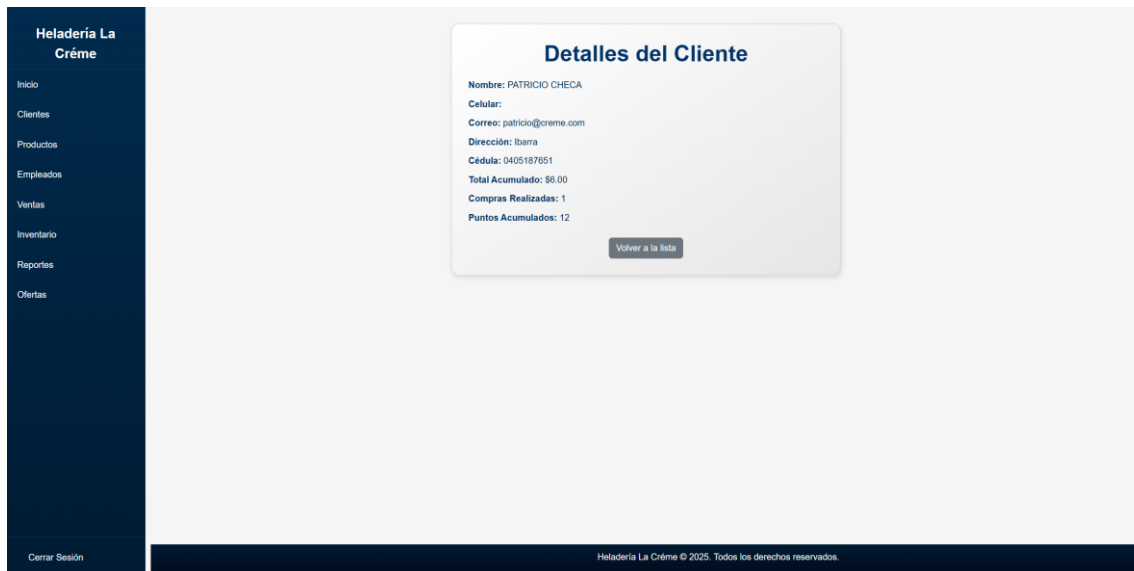 Heladería La
Créme
Inicio
Clientes
Productos
Empleados
Ventas
Inventario
Reportes
Ofertas
Cerrar Sesión
Detalles del Cliente
Nombre: PATRICIO CHECA
Celular:
Correo: patricio@creme.com
Dirección: Ibarra
Cédula: 0405187651
Total Acumulado: $6.00
Compras Realizadas: 1
Puntos Acumulados: 12
Volver a la lista
Heladería La Créme © 2025. Todos los derechos reservados.